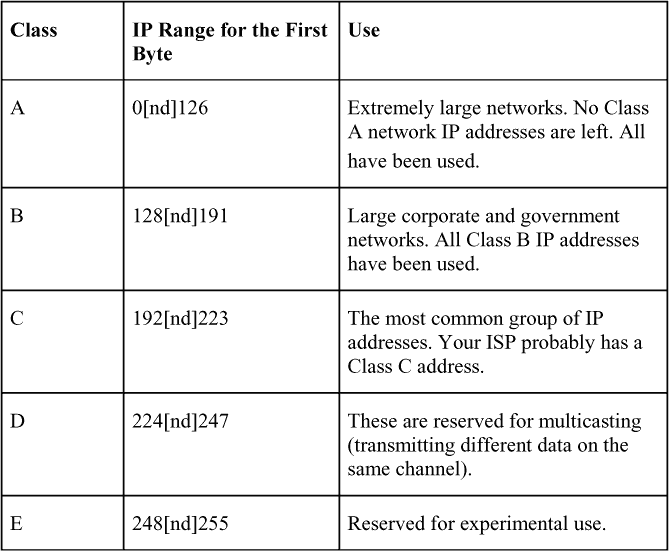 Class IP Range for the First Use
Byte
A 0[nd]126 Extremely large networks. No Class
A network IP addresses are left. All
have been used.
B 128[nd]191 Large corporate and government
networks. All Class B IP addresses
have been used.
C 192[nd]223 The most common group of IP
addresses. Your ISP probably has a
Class C address.
D 224[nd]247 These are reserved for multicasting
(transmitting different data on the
same channel).
E 248[nd]255 Reserved for experimental use.